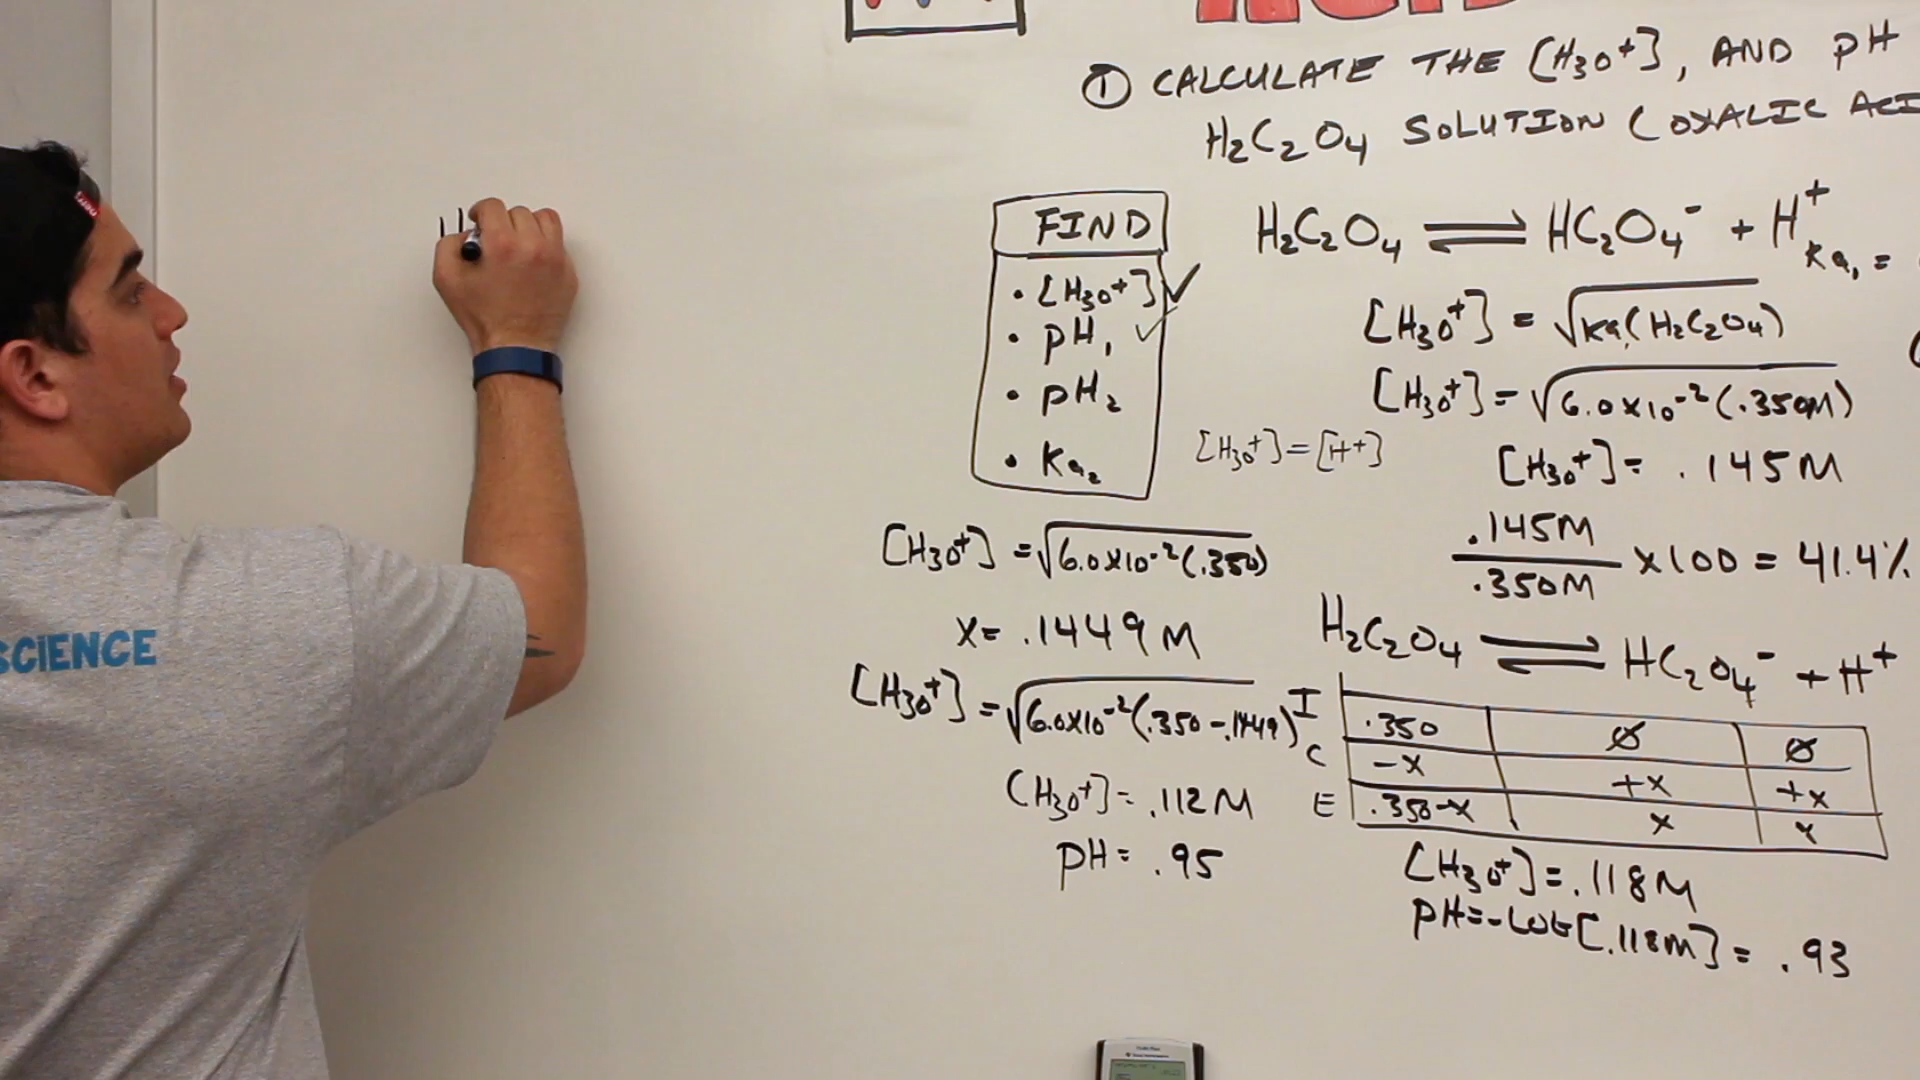 ACID
① CALCULATE THE [H₃O⁺], AND pH
H₂C₂O₄ SOLUTION (OXALIC ACI
FIND
• [H₃O⁺] ✓
• pH₁ ✓
• pH₂
• Ka₂
H₂C₂O₄ ⇌ HC₂O₄⁻ + H⁺
Ka₁ =
[H₃O⁺] = √Ka₁(H₂C₂O₄)
[H₃O⁺] = √6.0x10⁻²(.350M)
[H₃O⁺] = [H⁺]
[H₃O⁺] = .145M
.145M
.350M
x100 = 41.4%
[H₃O⁺] = √6.0x10⁻²(.350)
x = .1449 M
[H₃O⁺] = √6.0x10⁻²(.350-.1449)
[H₃O⁺] = .112M
pH = .95
H₂C₂O₄ ⇌ HC₂O₄⁻ + H⁺
I .350 Ø Ø
C -x +x +x
E .350-x x x
[H₃O⁺] = .118M
pH = -LOG[.118M] = .93
H
SCIENCE